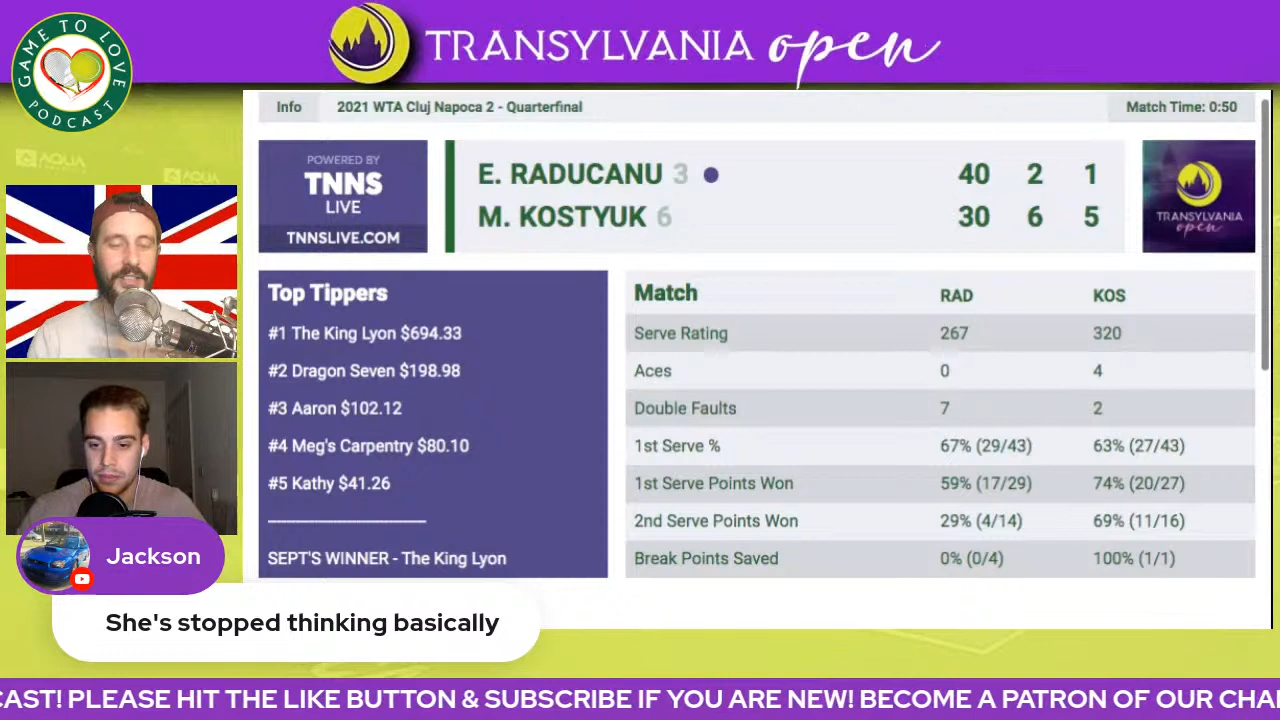 GAME TO LOVE
PODCAST
TRANSYLVANIA open
Info 2021 WTA Cluj Napoca 2 - Quarterfinal Match Time: 0:50
POWERED BY
TNNS
LIVE
TNNSLIVE.COM
E. RADUCANU 3 40 2 1
M. KOSTYUK 6 30 6 5
TRANSYLVANIA
open
Top Tippers
#1 The King Lyon $694.33
#2 Dragon Seven $198.98
#3 Aaron $102.12
#4 Meg's Carpentry $80.10
#5 Kathy $41.26
SEPT'S WINNER - The King Lyon
Match RAD KOS
Serve Rating 267 320
Aces 0 4
Double Faults 7 2
1st Serve % 67% (29/43) 63% (27/43)
1st Serve Points Won 59% (17/29) 74% (20/27)
2nd Serve Points Won 29% (4/14) 69% (11/16)
Break Points Saved 0% (0/4) 100% (1/1)
AQUA
AQUA
Jackson
She's stopped thinking basically
CAST! PLEASE HIT THE LIKE BUTTON & SUBSCRIBE IF YOU ARE NEW! BECOME A PATRON OF OUR CHA